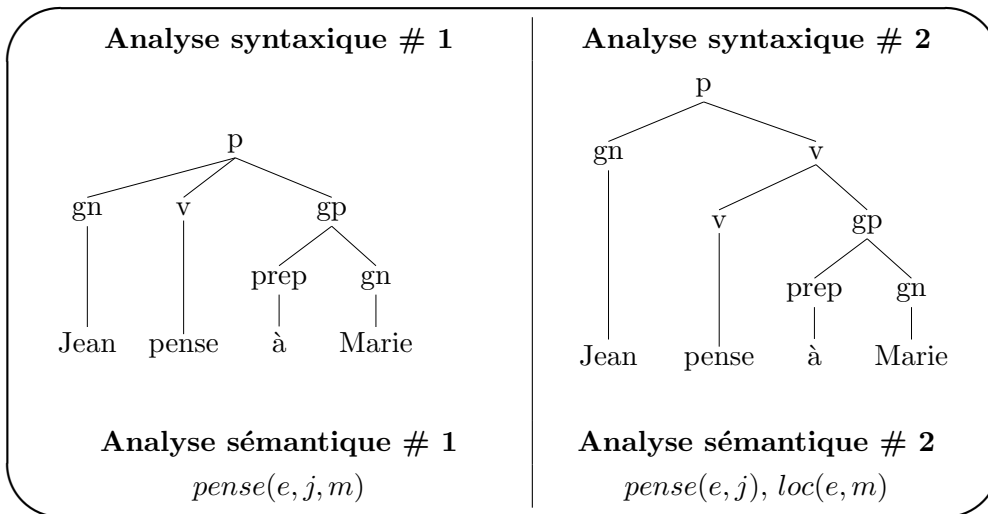 Analyse syntaxique # 1
p
gn v gp
prep gn
Jean pense à Marie
Analyse sémantique # 1
pense(e, j, m)
Analyse syntaxique # 2
p
gn v
v gp
prep gn
Jean pense à Marie
Analyse sémantique # 2
pense(e, j), loc(e, m)